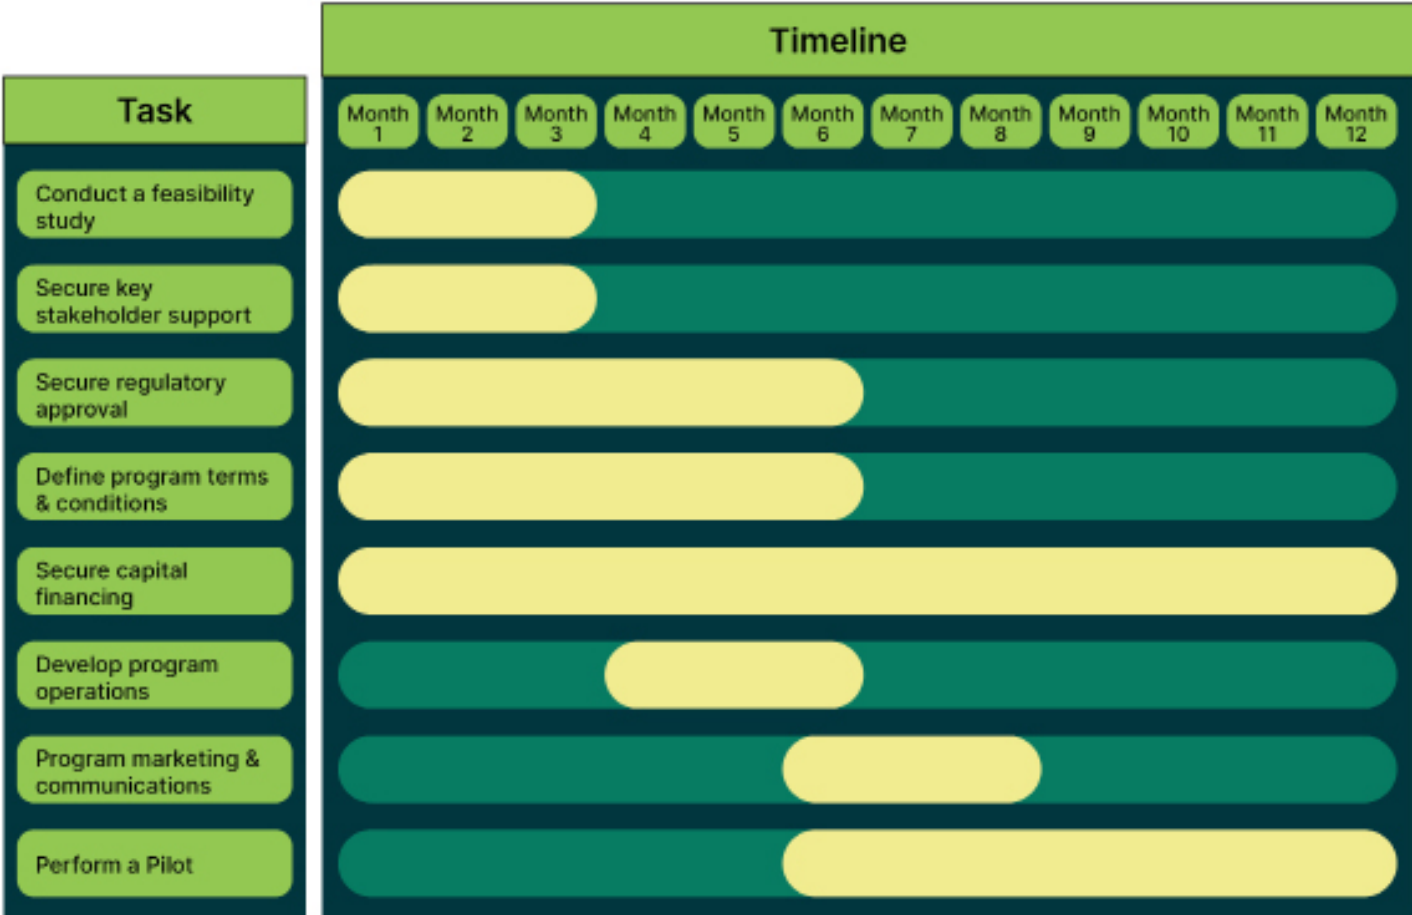 Timeline
Task
Month
1
Month
2
Month
3
Month
4
Month
5
Month
6
Month
7
Month
8
Month
9
Month
10
Month
11
Month
12
Conduct a feasibility
study
Secure key
stakeholder support
Secure regulatory
approval
Define program terms
& conditions
Secure capital
financing
Develop program
operations
Program marketing &
communications
Perform a Pilot